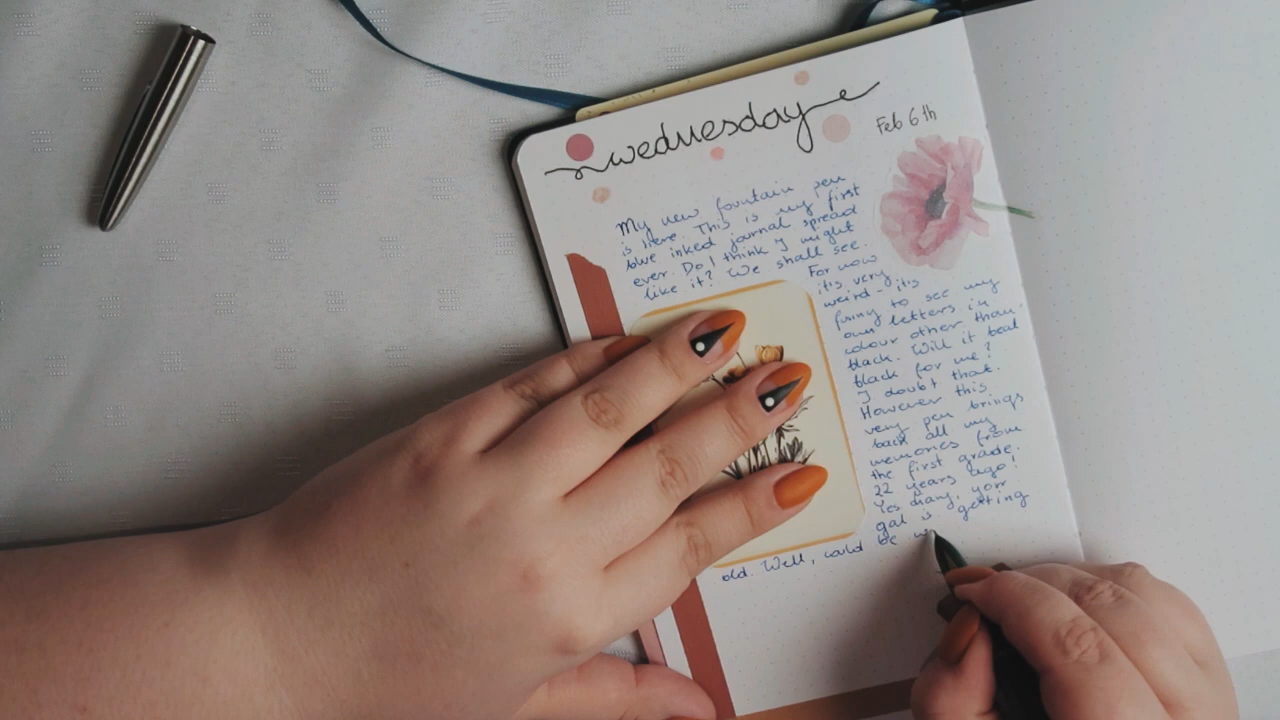 wednesday
Feb 6th
My new fountain pen
is here. This is my first
blue inked journal spread
ever. Do I think I might
like it? We shall see.
For now
it's very
weird - it's
funny to see my
own letters in
colour other than
black. Will it beat
black for me?
I doubt that.
However this
very pen brings
back all my
memories from
the first grade.
22 years ago!
Yes diary, your
gal is getting
old. Well, could be w